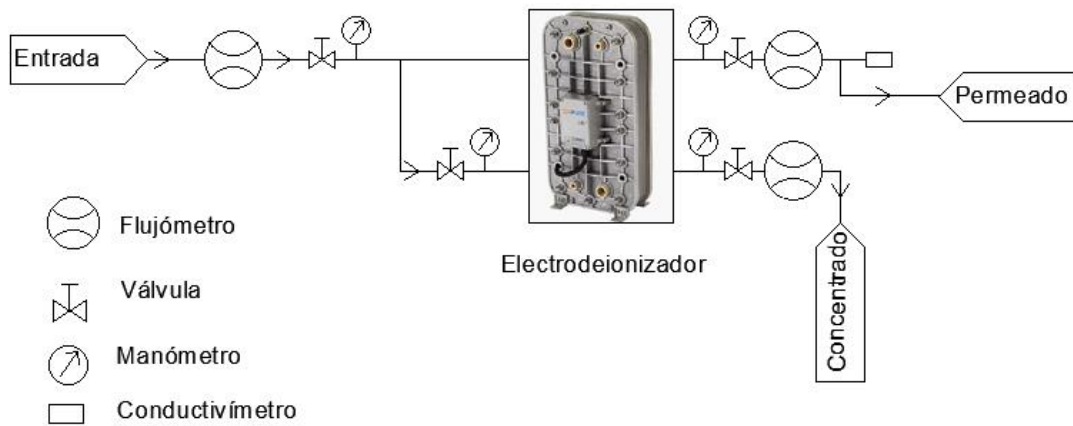 Entrada
Permeado
Electrodeionizador
Concentrado
Flujómetro
Válvula
Manómetro
Conductivímetro